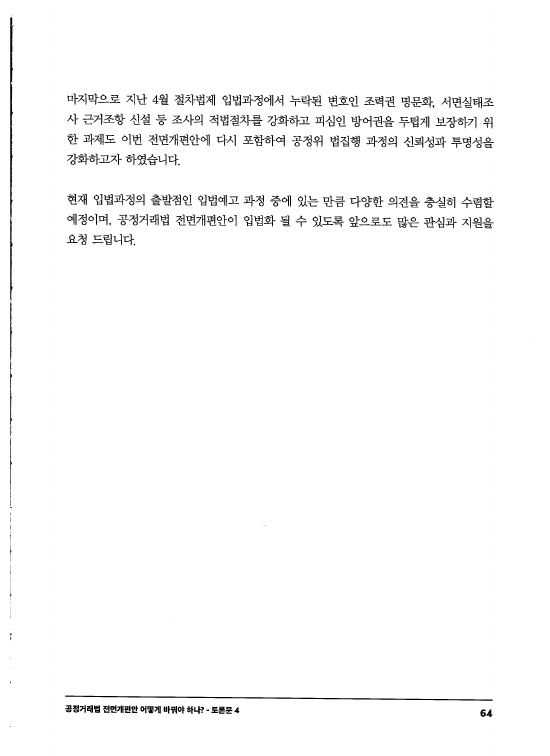 마지막으로 지난 4월 절차법제 입법과정에서 누락된 변호인 조력권 명문화, 서면실태조
사 근거조항 신설 등 조사의 적법절차를 강화하고 피심인 방어권을 두텁게 보장하기 위
한 과제도 이번 전면개편안에 다시 포함하여 공정위 법집행 과정의 신뢰성과 투명성을
강화하고자 하였습니다.
현재 입법과정의 출발점인 입법예고 과정 중에 있는 만큼 다양한 의견을 충실히 수렴할
예정이며, 공정거래법 전면개편안이 입법화 될 수 있도록 앞으로도 많은 관심과 지원을
요청 드립니다.
공정거래법 전면개편안 어떻게 바꿔야 하나? - 토론문 4
64